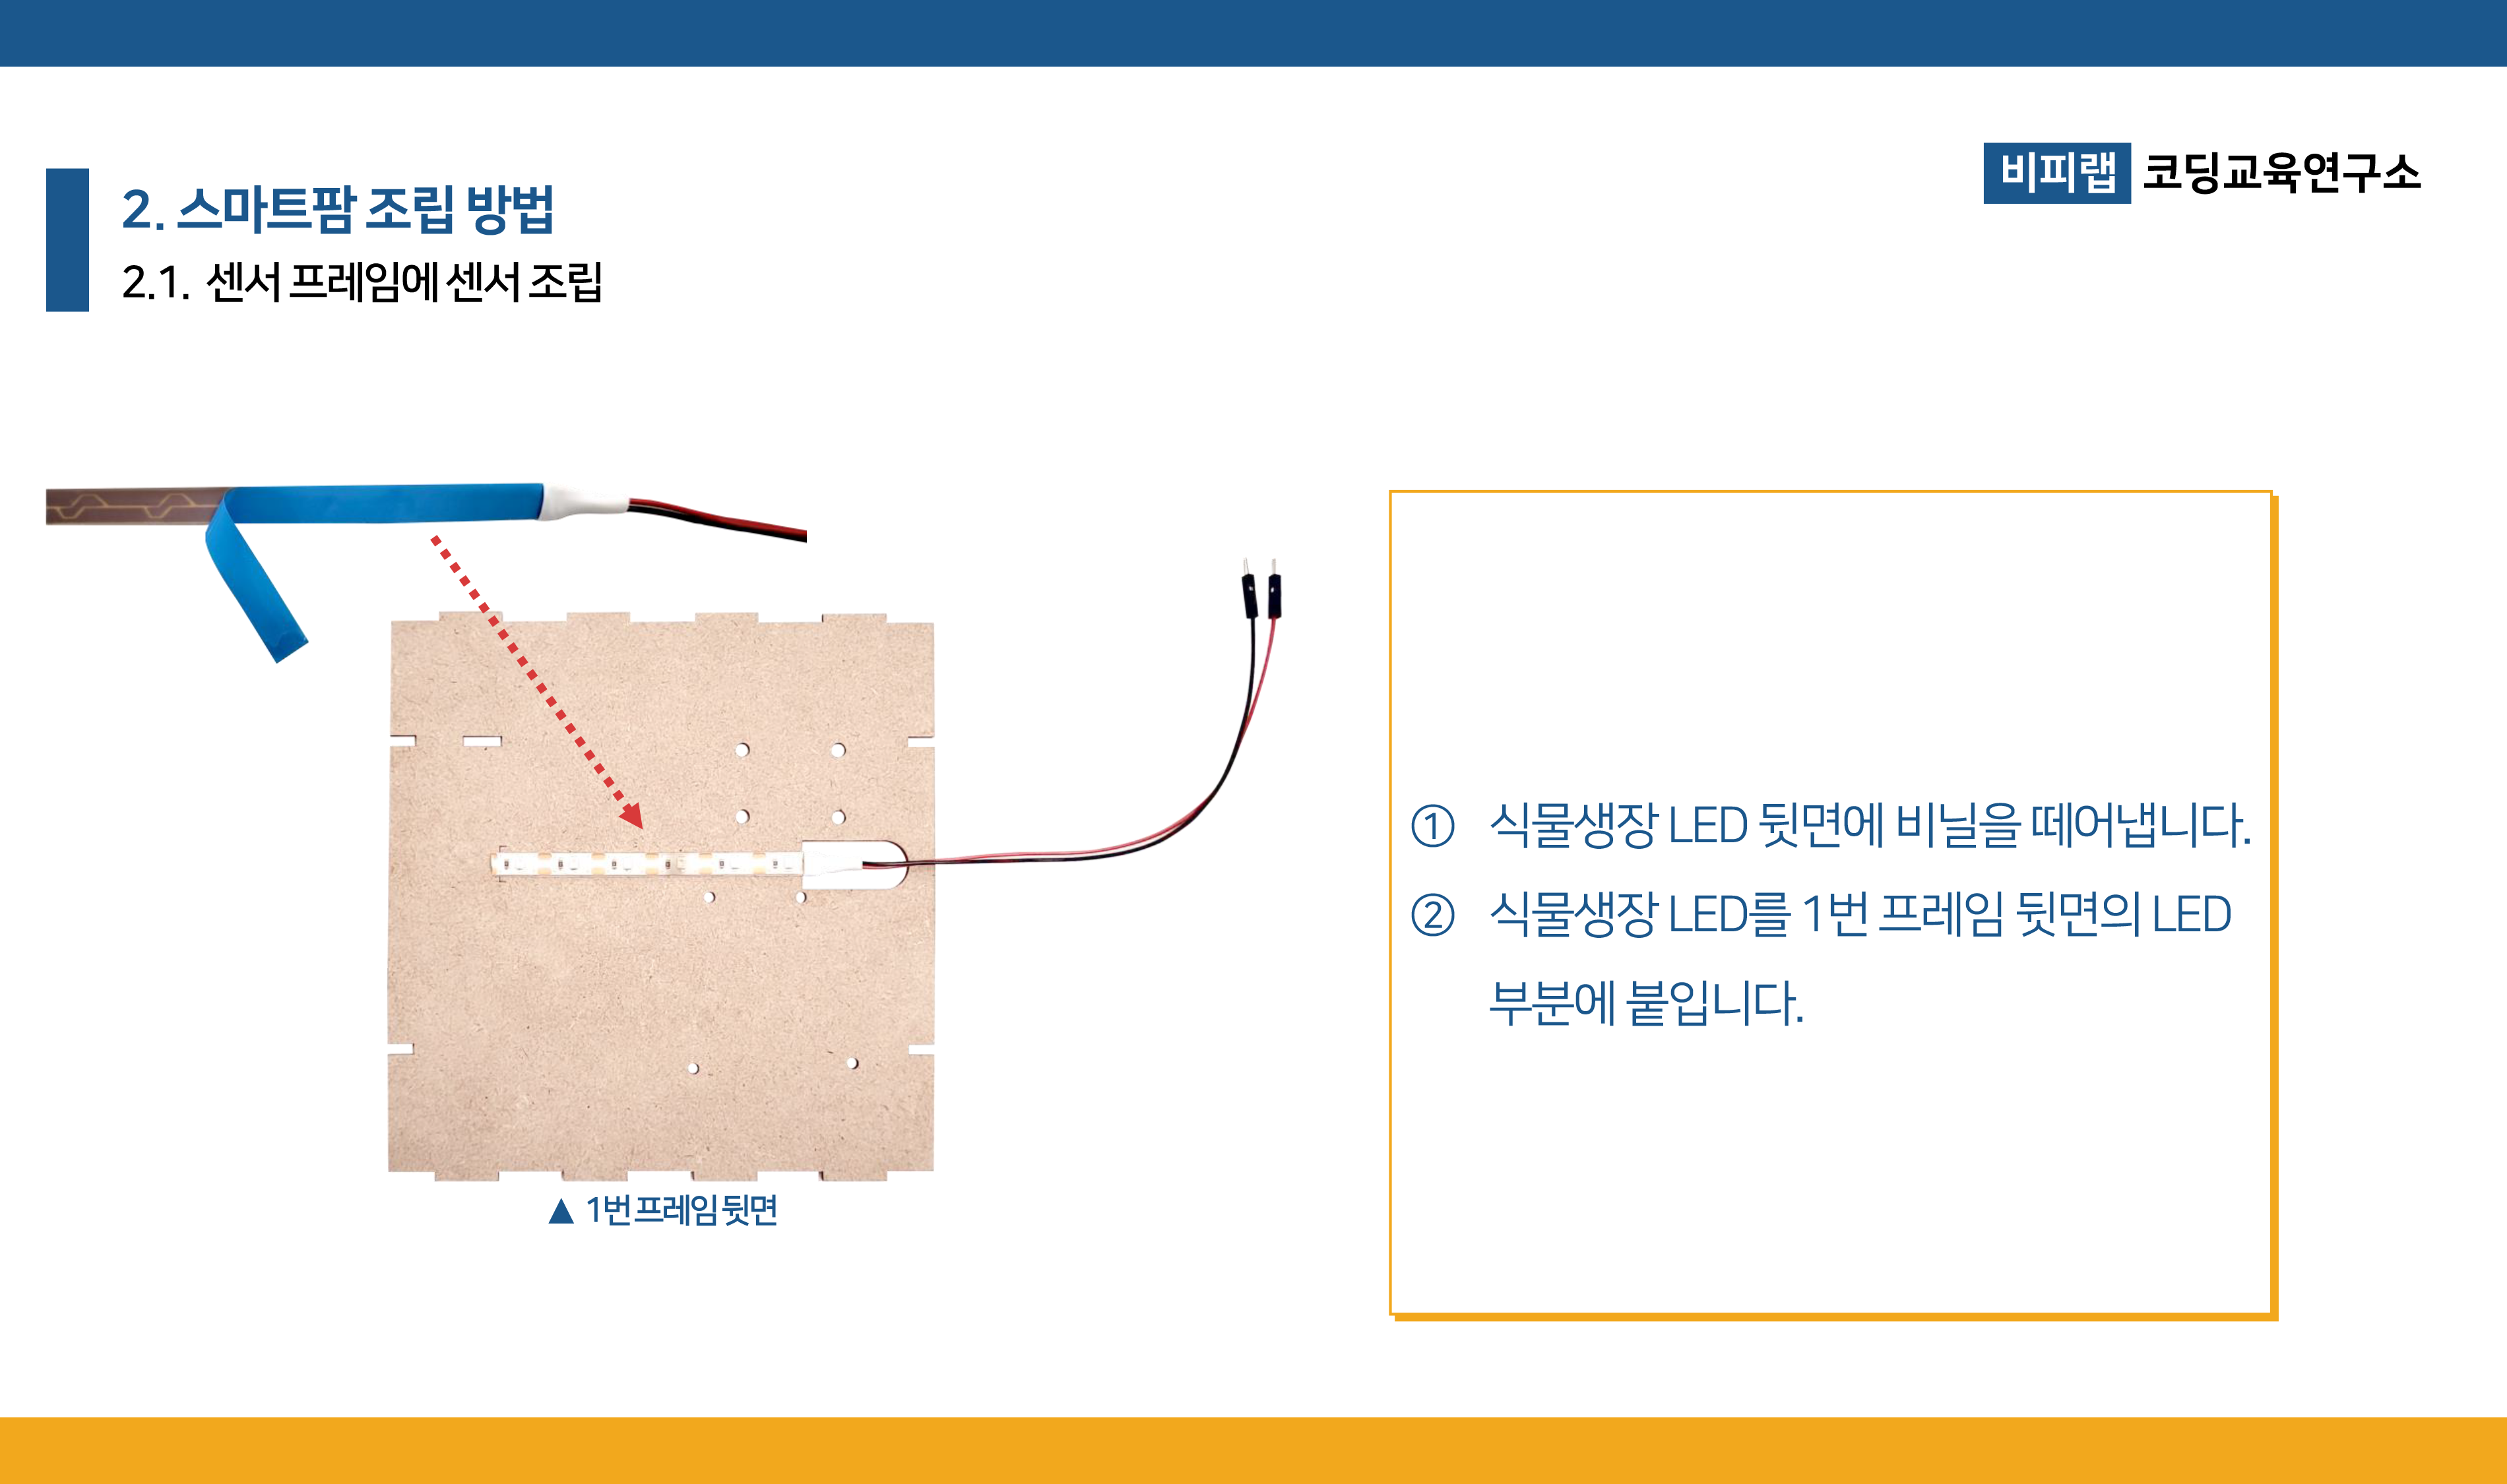 비피랩 코딩교육연구소
2. 스마트팜 조립 방법
2.1. 센서 프레임에 센서 조립
① 식물생장 LED 뒷면에 비닐을 떼어냅니다.
② 식물생장 LED를 1번 프레임 뒷면의 LED
부분에 붙입니다.
▲ 1번 프레임 뒷면